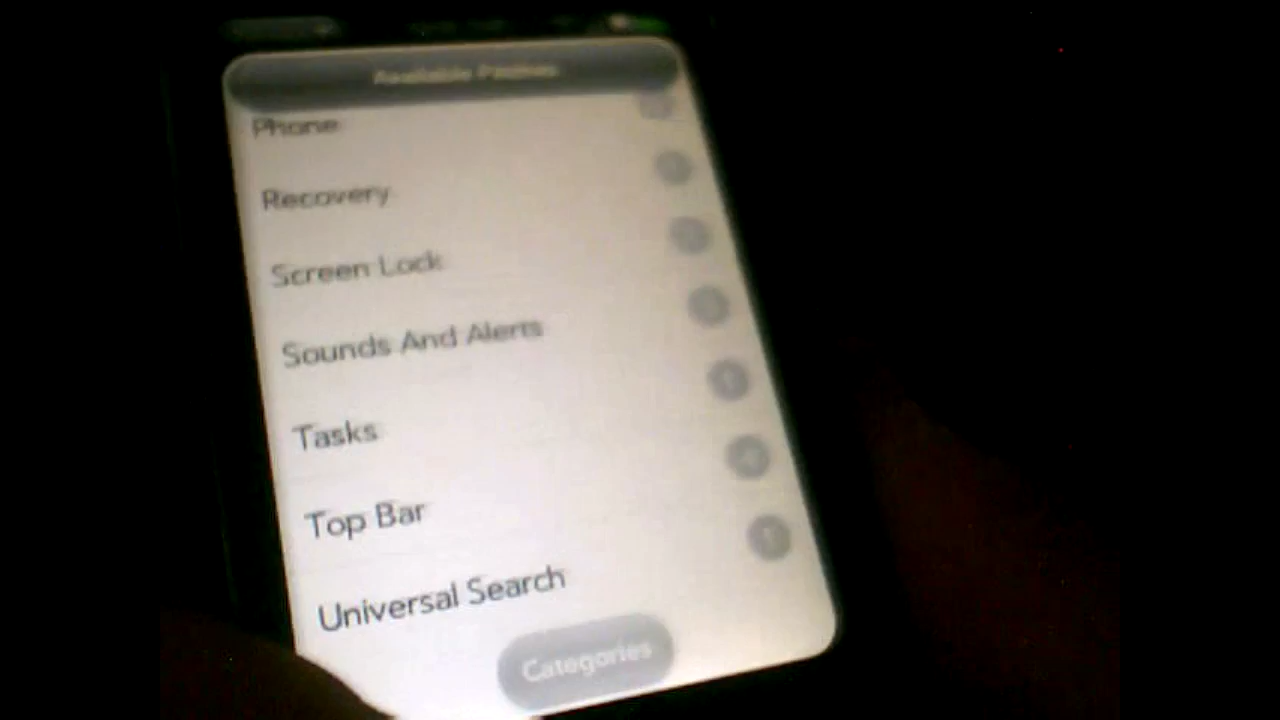 Available Patches
Phone
Recovery
Screen Lock
Sounds And Alerts
Tasks
Top Bar
Universal Search
Categories